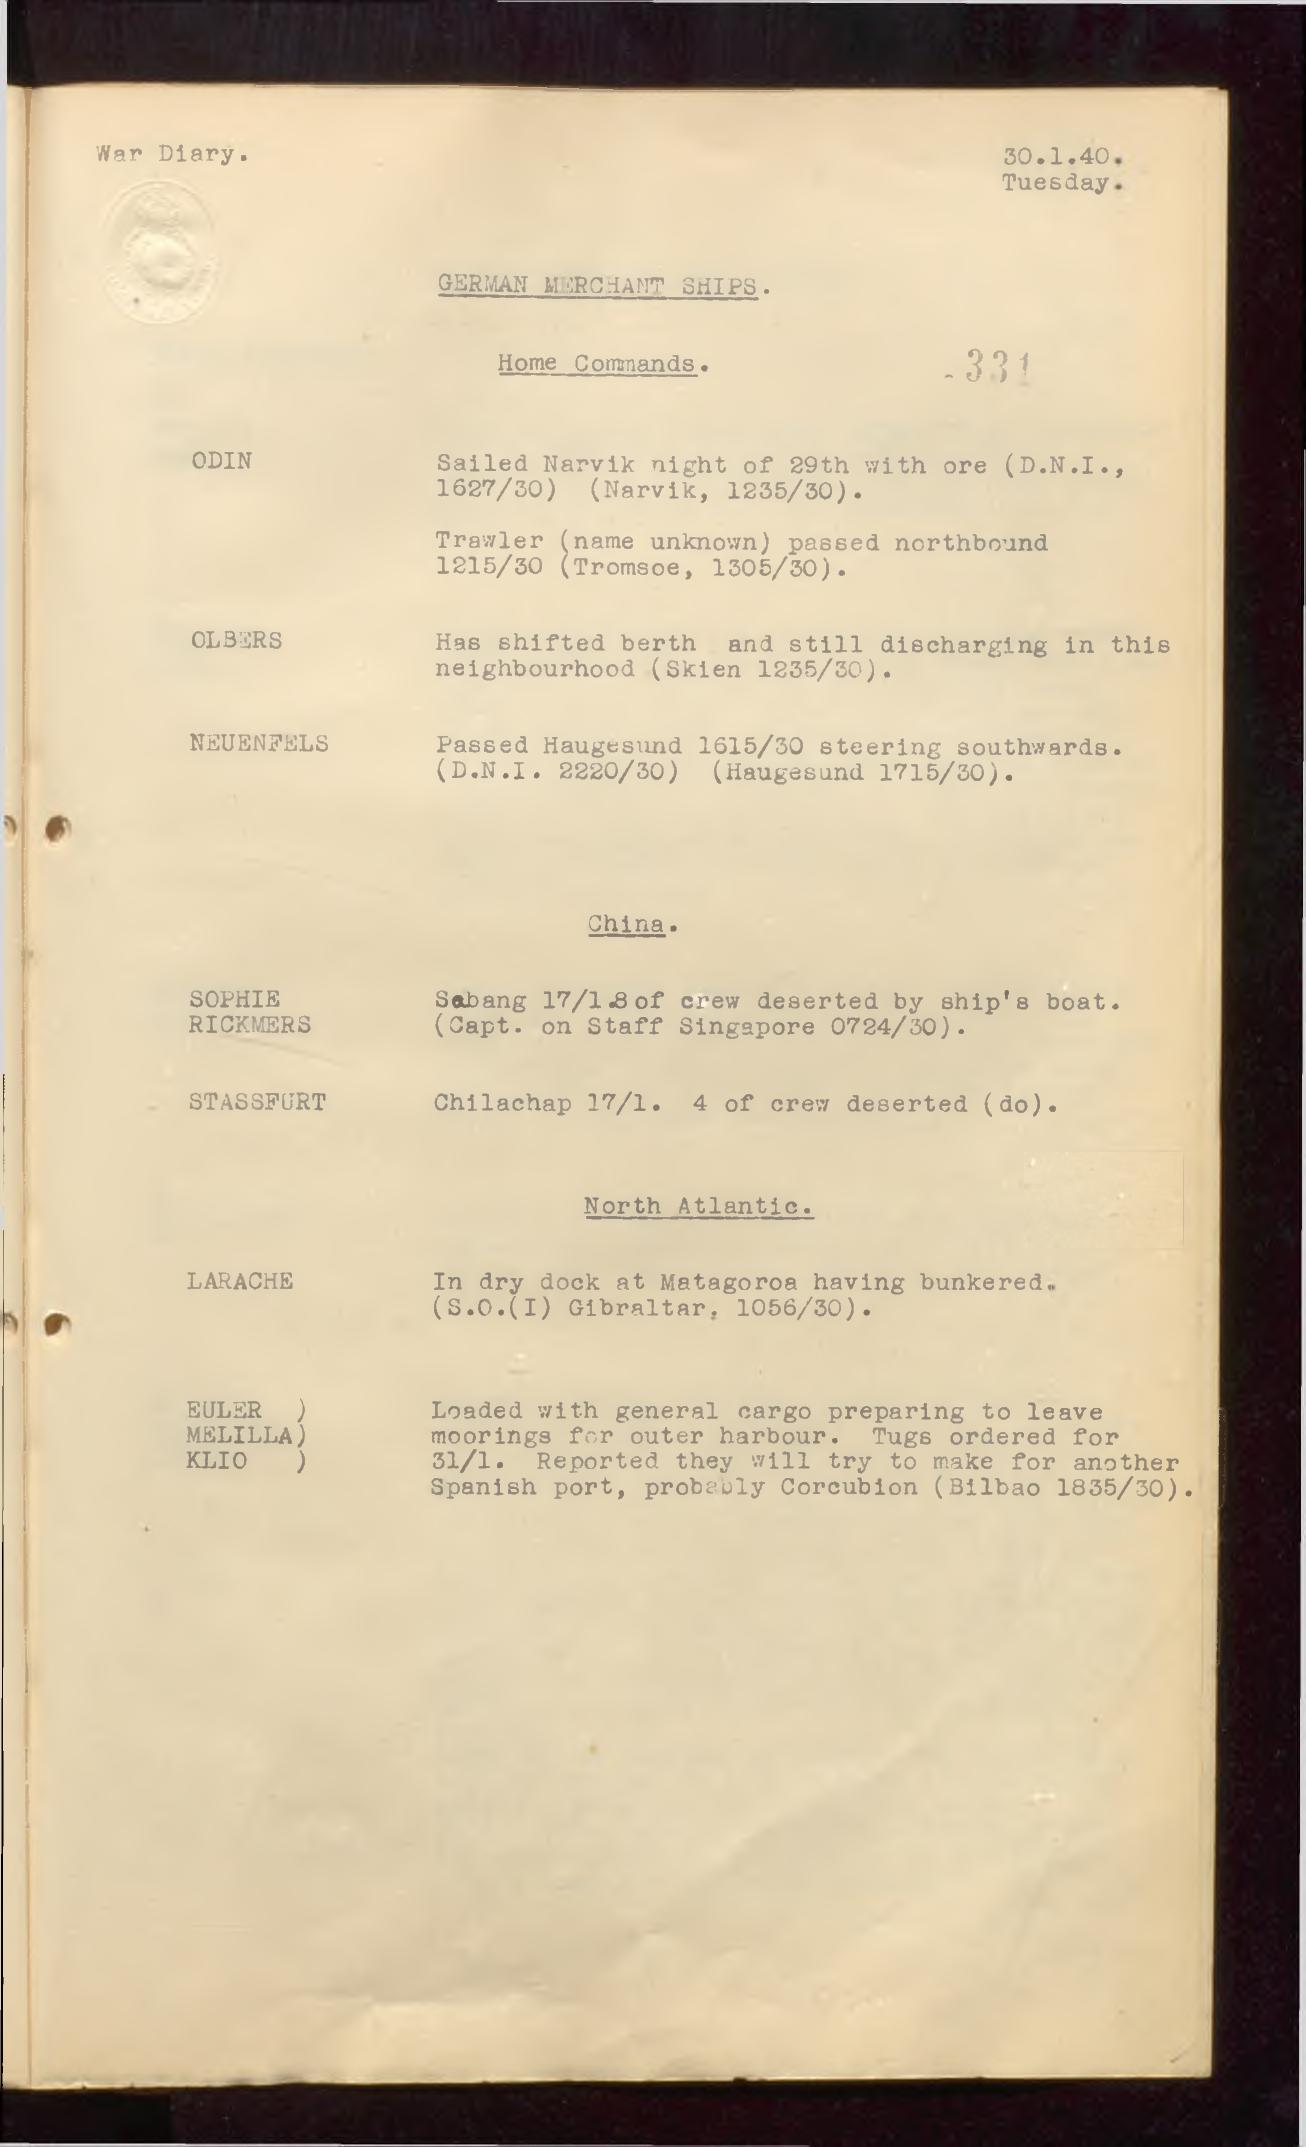 War Diary.
30.1.40.
Tuesday.
GERMAN MERCHANT SHIPS.
Home Commands.
331
ODIN
Sailed Narvik night of 29th with ore (D.N.I.,
1627/30) (Narvik, 1235/30).
Trawler (name unknown) passed northbound
1215/30 (Tromsoe, 1305/30).
OLBERS
Has shifted berth and still discharging in this
neighbourhood (Skien 1235/30).
NEUENFELS
Passed Haugesund 1615/30 steering southwards.
(D.N.I. 2220/30) (Haugesund 1715/30).
China.
SOPHIE
RICKMERS
Sabang 17/1.8 of crew deserted by ship's boat.
(Capt. on Staff Singapore 0724/30).
STASSFURT
Chilachap 17/1. 4 of crew deserted (do).
North Atlantic.
LARACHE
In dry dock at Matagoroa having bunkered.
(S.O.(I) Gibraltar, 1056/30).
EULER )
MELILLA)
KLIO )
Loaded with general cargo preparing to leave
moorings for outer harbour. Tugs ordered for
31/1. Reported they will try to make for another
Spanish port, probably Corcubion (Bilbao 1835/30).